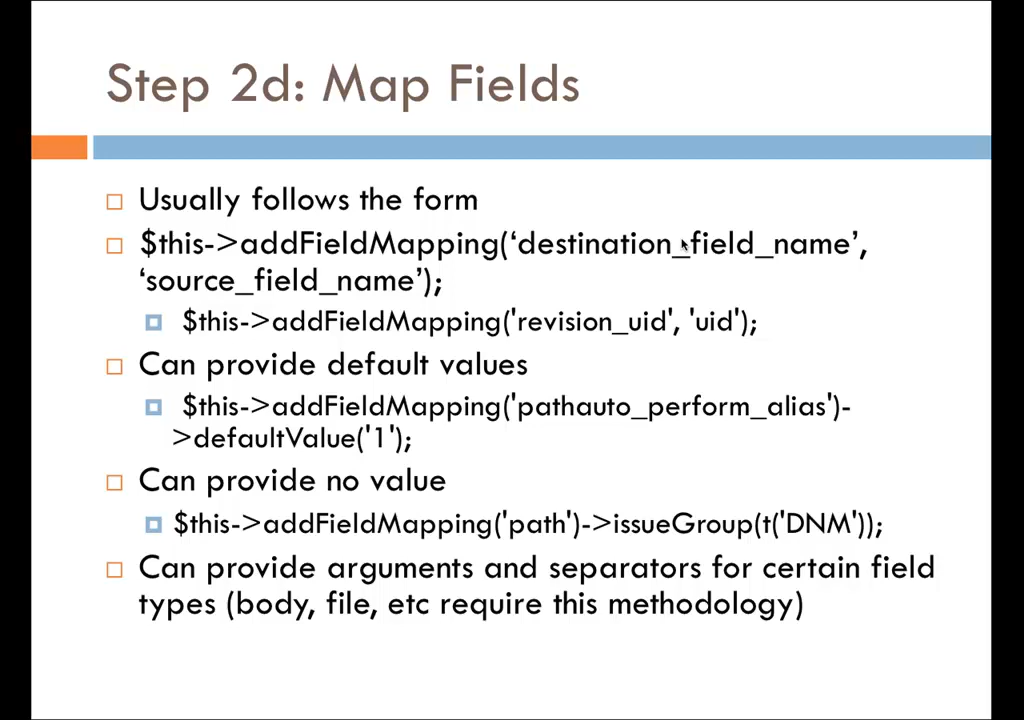 Step 2d: Map Fields
Usually follows the form
$this->addFieldMapping(‘destination_field_name’,
‘source_field_name’);
$this->addFieldMapping('revision_uid', 'uid');
Can provide default values
$this->addFieldMapping('pathauto_perform_alias')-
>defaultValue('1');
Can provide no value
$this->addFieldMapping('path')->issueGroup(t('DNM'));
Can provide arguments and separators for certain field
types (body, file, etc require this methodology)